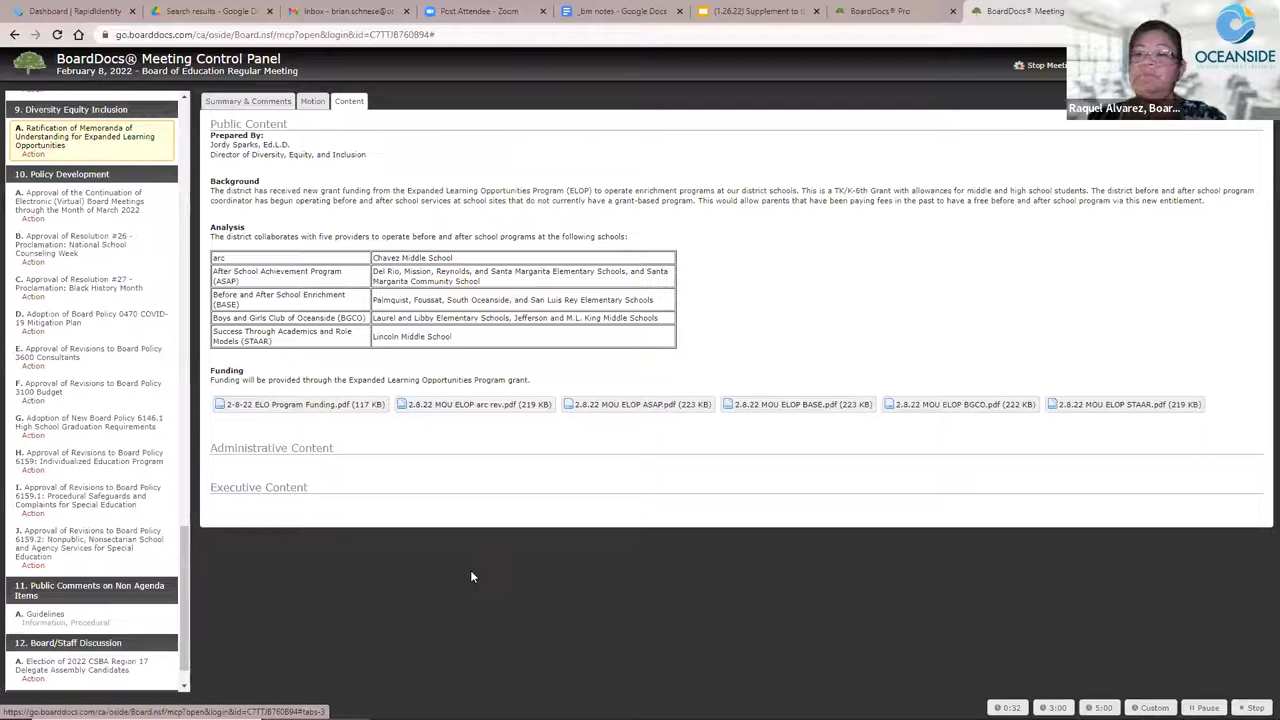 Dashboard | RapidIdentity
Search results - Google Drive
Inbox - brian.schnese@
Post Attendee - Zoom
_bm notes - Google Docs
(1.26.22) Supplement to
BoardDocs® Pro
BoardDocs® Meeting
go.boarddocs.com/ca/oside/Board.nsf/mcp?open&login&id=C7TTJB760B94#
BoardDocs® Meeting Control Panel
February 8, 2022 - Board of Education Regular Meeting
Stop Meeti
OCEANSIDE
Raquel Alvarez, Boar...
Action
9. Diversity Equity Inclusion
A. Ratification of Memoranda of
Understanding for Expanded Learning
Opportunities
Action
10. Policy Development
A. Approval of the Continuation of
Electronic (Virtual) Board Meetings
through the Month of March 2022
Action
B. Approval of Resolution #26 -
Proclamation: National School
Counseling Week
Action
C. Approval of Resolution #27 -
Proclamation: Black History Month
Action
D. Adoption of Board Policy 0470 COVID-
19 Mitigation Plan
Action
E. Approval of Revisions to Board Policy
3600 Consultants
Action
F. Approval of Revisions to Board Policy
3100 Budget
Action
G. Adoption of New Board Policy 6146.1
High School Graduation Requirements
Action
H. Approval of Revisions to Board Policy
6159: Individualized Education Program
Action
I. Approval of Revisions to Board Policy
6159.1: Procedural Safeguards and
Complaints for Special Education
Action
J. Approval of Revisions to Board Policy
6159.2: Nonpublic, Nonsectarian School
and Agency Services for Special
Education
Action
11. Public Comments on Non Agenda
Items
A. Guidelines
Information, Procedural
12. Board/Staff Discussion
A. Election of 2022 CSBA Region 17
Delegate Assembly Candidates
Action
Summary & Comments
Motion
Content
Public Content
Prepared By:
Jordy Sparks, Ed.L.D.
Director of Diversity, Equity, and Inclusion
Background
The district has received new grant funding from the Expanded Learning Opportunities Program (ELOP) to operate enrichment programs at our district schools. This is a TK/K-6th Grant with allowances for middle and high school students. The district before and after school program
coordinator has begun operating before and after school services at school sites that do not currently have a grant-based program. This would allow parents that have been paying fees in the past to have a free before and after school program via this new entitlement.
Analysis
The district collaborates with five providers to operate before and after school programs at the following schools:
arc
Chavez Middle School
After School Achievement Program
(ASAP)
Del Rio, Mission, Reynolds, and Santa Margarita Elementary Schools, and Santa
Margarita Community School
Before and After School Enrichment
(BASE)
Palmquist, Foussat, South Oceanside, and San Luis Rey Elementary Schools
Boys and Girls Club of Oceanside (BGCO)
Laurel and Libby Elementary Schools, Jefferson and M.L. King Middle Schools
Success Through Academics and Role
Models (STAAR)
Lincoln Middle School
Funding
Funding will be provided through the Expanded Learning Opportunities Program grant.
2-8-22 ELO Program Funding.pdf (117 KB)
2.8.22 MOU ELOP arc rev.pdf (219 KB)
2.8.22 MOU ELOP ASAP.pdf (223 KB)
2.8.22 MOU ELOP BASE.pdf (223 KB)
2.8.22 MOU ELOP BGCO.pdf (222 KB)
2.8.22 MOU ELOP STAAR.pdf (219 KB)
Administrative Content
Executive Content
https://go.boarddocs.com/ca/oside/Board.nsf/mcp?open&login&id=C7TTJB760B94#tabs-3
0:32
3:00
5:00
Custom
Pause
Stop